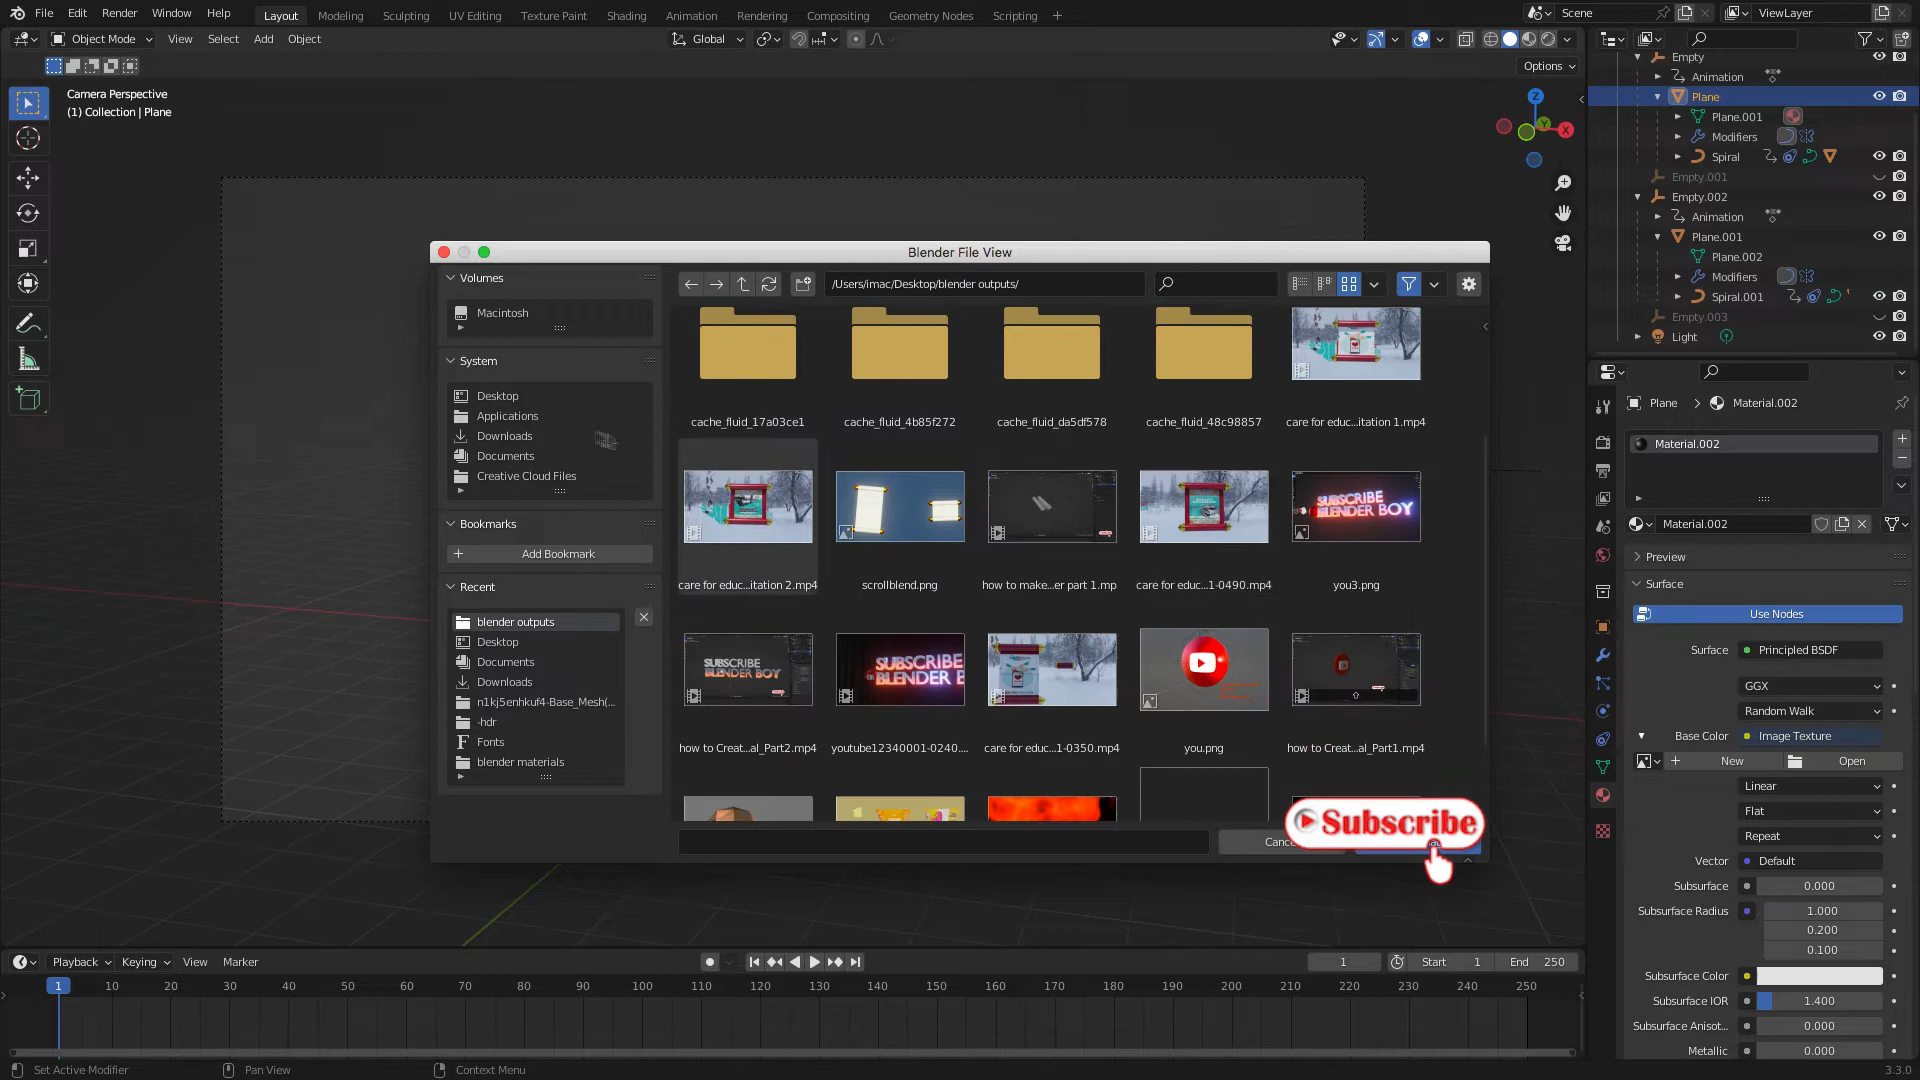 File Edit Render Window Help
Layout Modeling Sculpting UV Editing Texture Paint Shading Animation Rendering Compositing Geometry Nodes Scripting +
Scene
ViewLayer
Object Mode View Select Add Object
Global
Options
Camera Perspective
(1) Collection | Plane
Z
Y
X
Empty
Animation
Plane
Plane.001
Modifiers
Spiral
Empty.001
Empty.002
Animation
Plane.001
Plane.002
Modifiers
Spiral.001
Empty.003
Light
Blender File View
Volumes
Macintosh
System
Desktop
Applications
Downloads
Documents
Creative Cloud Files
Bookmarks
Add Bookmark
Recent
blender outputs
Desktop
Documents
Downloads
n1kj5enhkuf4-Base_Mesh(...
-hdr
Fonts
blender materials
/Users/imac/Desktop/blender outputs/
cache_fluid_17a03ce1
cache_fluid_4b85f272
cache_fluid_da5df578
cache_fluid_48c98857
care for educ...itation 1.mp4
SUBSCRIBE
BLENDER BOY
care for educ...itation 2.mp4
scrollblend.png
how to make...er part 1.mp
care for educ...1-0490.mp4
you3.png
SUBSCRIBE
BLENDER BOY
SUBSCRIBE
BLENDER B
how to Creat...al_Part2.mp4
youtube12340001-0240....
care for educ...1-0350.mp4
you.png
how to Creat...al_Part1.mp4
Subscribe
Plane > Material.002
Material.002
Material.002
Preview
Surface
Use Nodes
Surface Principled BSDF
GGX
Random Walk
Base Color Image Texture
New Open
Linear
Flat
Repeat
Vector Default
Subsurface 0.000
Subsurface Radius 1.000
0.200
0.100
Subsurface Color
Subsurface IOR 1.400
Subsurface Anisot... 0.000
Metallic 0.000
Playback Keying View Marker
1 Start 1 End 250
1 10 20 30 40 50 60 70 80 90 100 110 120 130 140 150 160 170 180 190 200 210 220 230 240 250
Set Active Modifier Pan View Context Menu
3.3.0